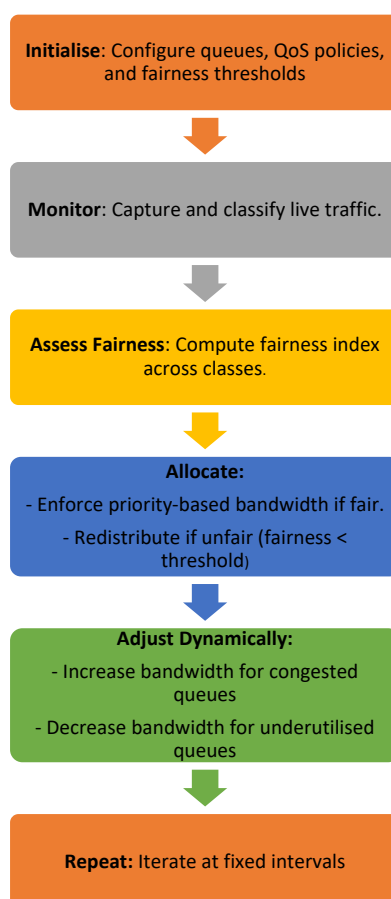 Initialise: Configure queues, QoS policies,
and fairness thresholds
Monitor: Capture and classify live traffic.
Assess Fairness: Compute fairness index
across classes.
Allocate:
- Enforce priority-based bandwidth if fair.
- Redistribute if unfair (fairness <
threshold)
Adjust Dynamically:
- Increase bandwidth for congested
queues
- Decrease bandwidth for underutilised
queues
Repeat: Iterate at fixed intervals